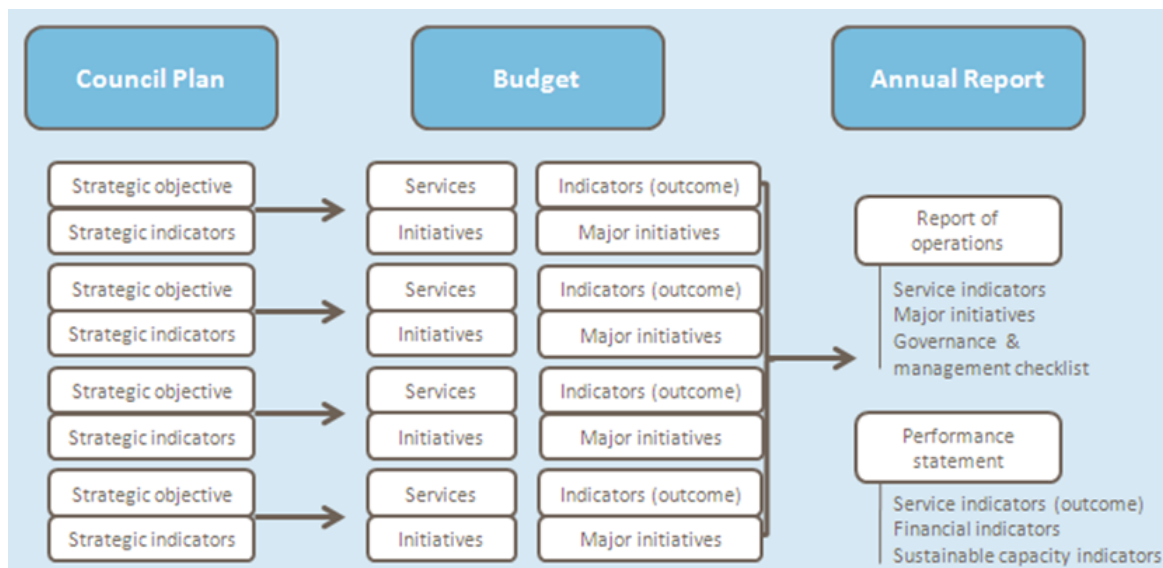 Council Plan
Budget
Annual Report
Strategic objective
Strategic indicators
Services
Initiatives
Indicators (outcome)
Major initiatives
Strategic objective
Strategic indicators
Services
Initiatives
Indicators (outcome)
Major initiatives
Strategic objective
Strategic indicators
Services
Initiatives
Indicators (outcome)
Major initiatives
Strategic objective
Strategic indicators
Services
Initiatives
Indicators (outcome)
Major initiatives
Report of
operations
Service indicators
Major initiatives
Governance &
management checklist
Performance
statement
Service indicators (outcome)
Financial indicators
Sustainable capacity indicators